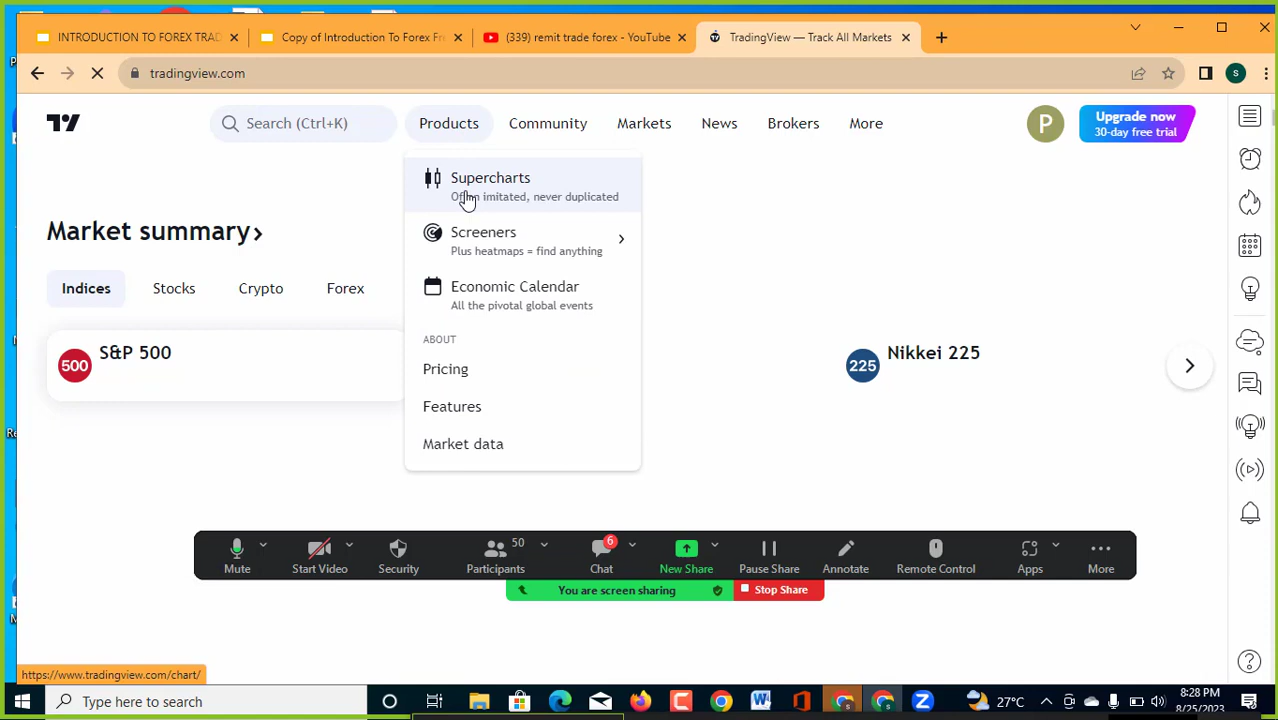 INTRODUCTION TO FOREX TRAD
Copy of Introduction To Forex Fr
(339) remit trade forex - YouTube
TradingView — Track All Markets
tradingview.com
S
Search (Ctrl+K)
Products
Community
Markets
News
Brokers
More
P
Upgrade now
30-day free trial
Supercharts
Often imitated, never duplicated
Market summary
Screeners
Plus heatmaps = find anything
Indices
Stocks
Crypto
Forex
Economic Calendar
All the pivotal global events
ABOUT
Pricing
Features
Market data
500
S&P 500
225
Nikkei 225
Mute
Start Video
Security
Participants
50
Chat
6
New Share
Pause Share
Annotate
Remote Control
Apps
More
You are screen sharing
Stop Share
https://www.tradingview.com/chart/
Type here to search
27°C
8:28 PM
8/25/2023